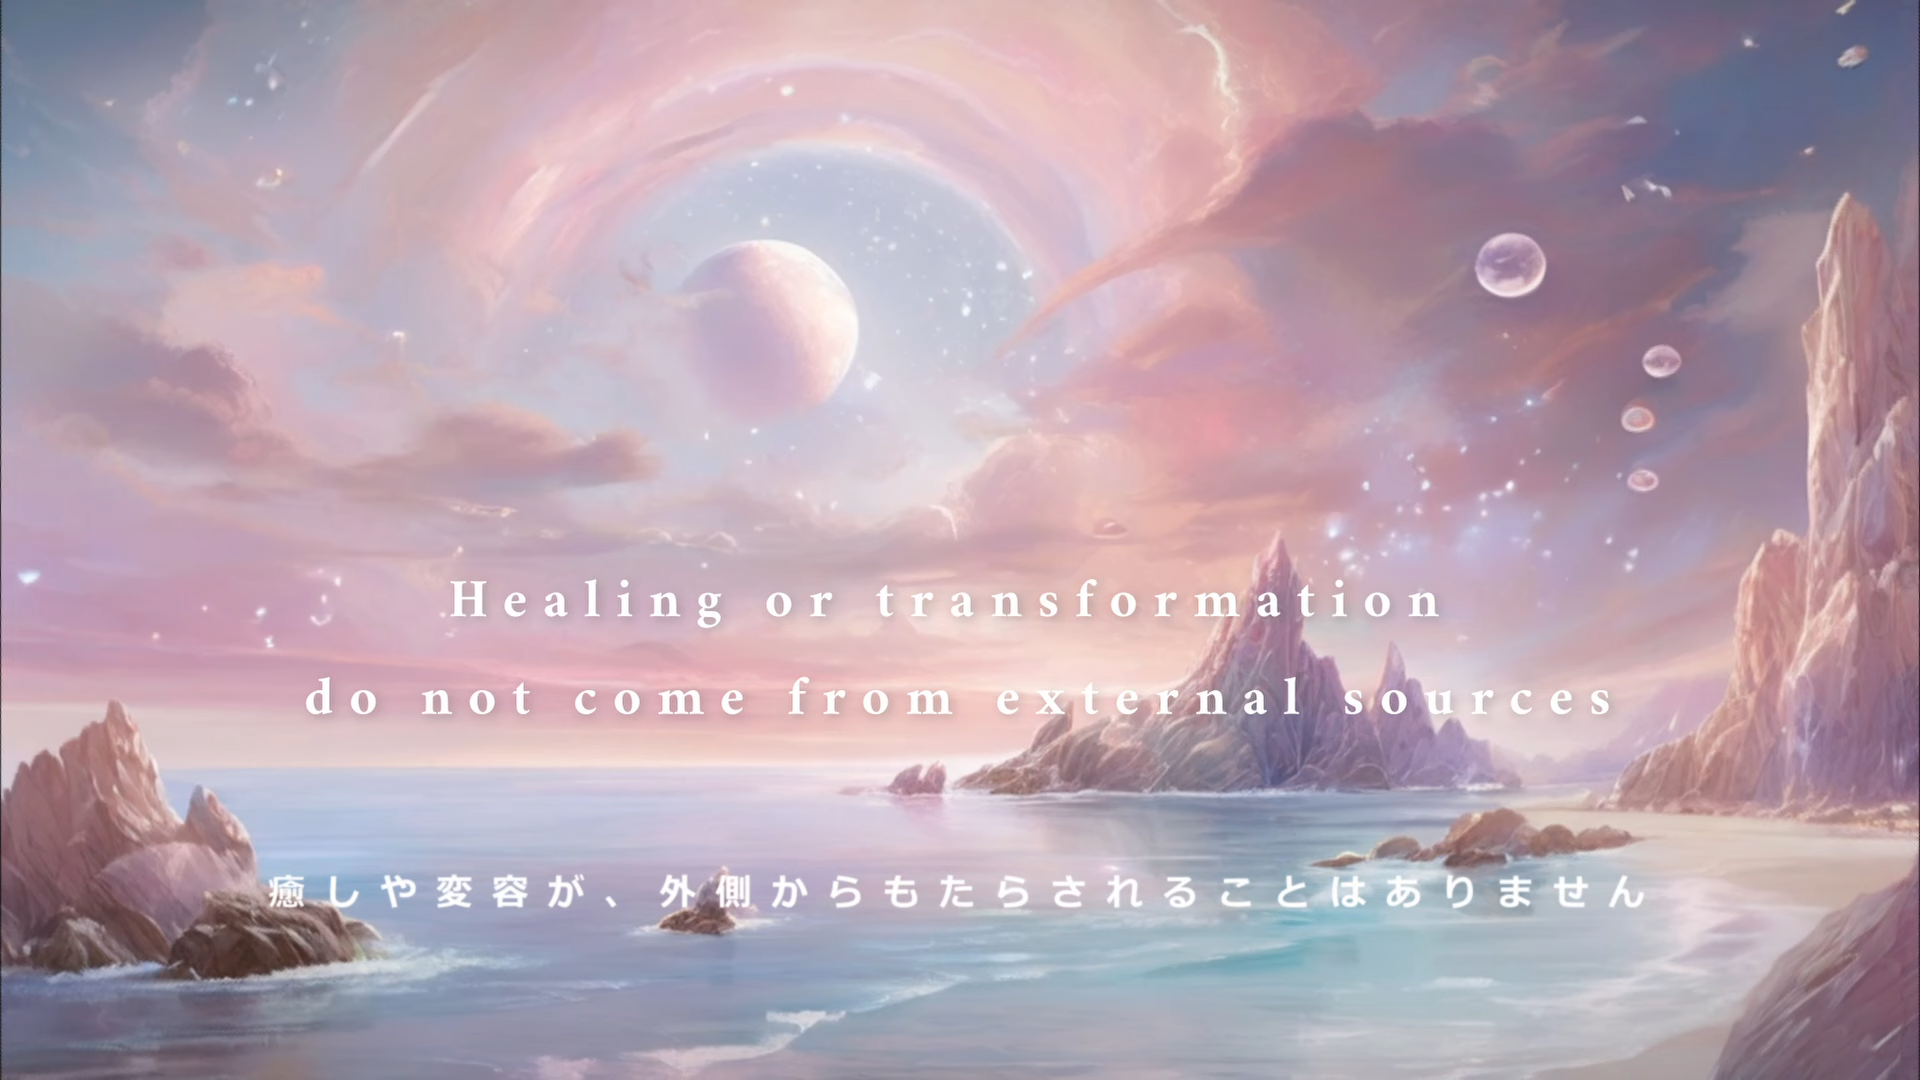 Healing or transformation
do not come from external sources
癒しや変容が、外側からもたらされることはありません